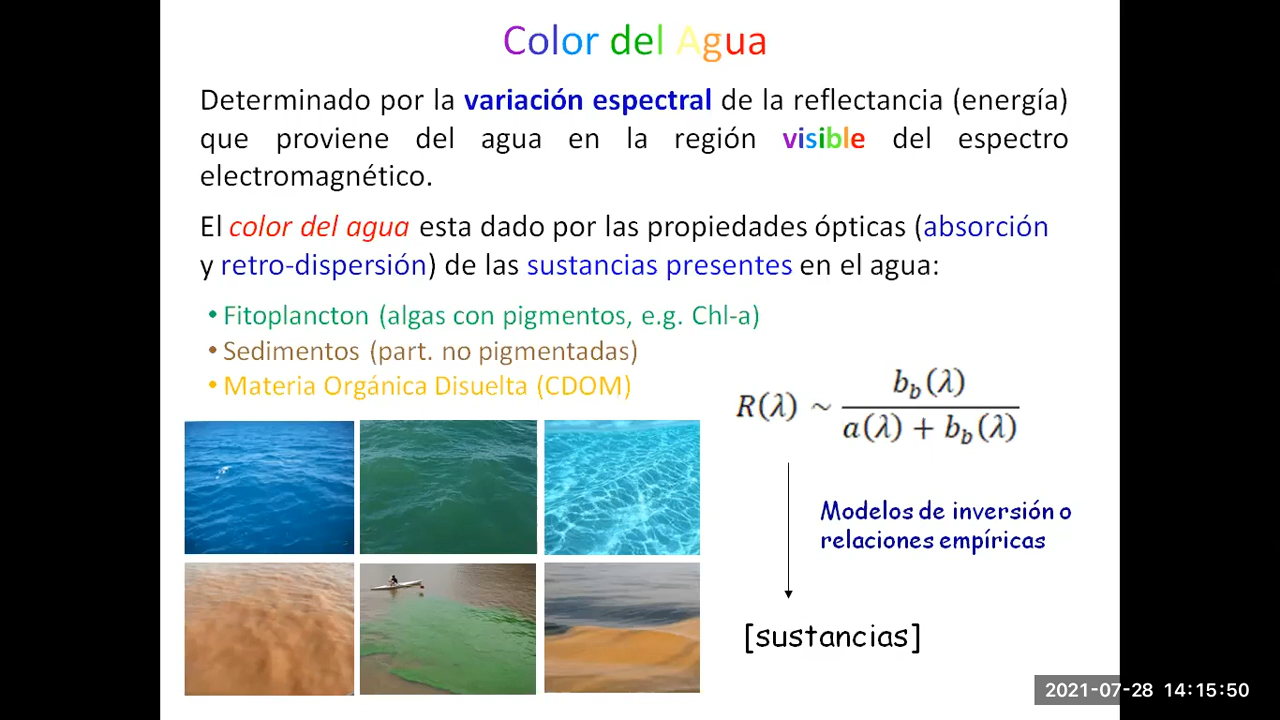 Color del Agua
Determinado por la variación espectral de la reflectancia (energía)
que proviene del agua en la región visible del espectro
electromagnético.
El color del agua esta dado por las propiedades ópticas (absorción
y retro-dispersión) de las sustancias presentes en el agua:
• Fitoplancton (algas con pigmentos, e.g. Chl-a)
• Sedimentos (part. no pigmentadas)
• Materia Orgánica Disuelta (CDOM)
R(λ) ~ b_b(λ) / a(λ) + b_b(λ)
Modelos de inversión o
relaciones empíricas
[sustancias]
2021-07-28 14:15:50